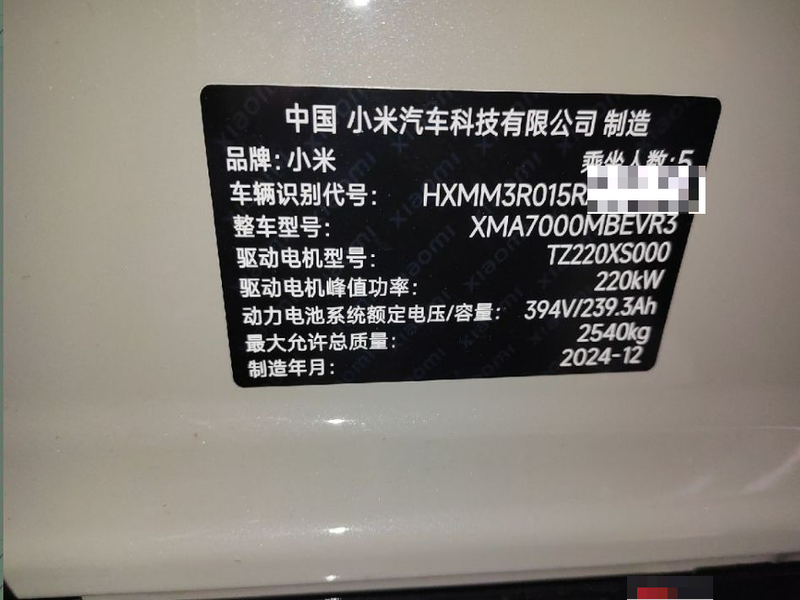 中国 小米汽车科技有限公司 制造
品牌:小米 乘坐人数:5
车辆识别代号: HXMM3R015R
整车型号: XMA7000MBEVR3
驱动电机型号: TZ220XS000
驱动电机峰值功率: 220kW
动力电池系统额定电压/容量: 394V/239.3Ah
最大允许总质量: 2540kg
制造年月: 2024-12